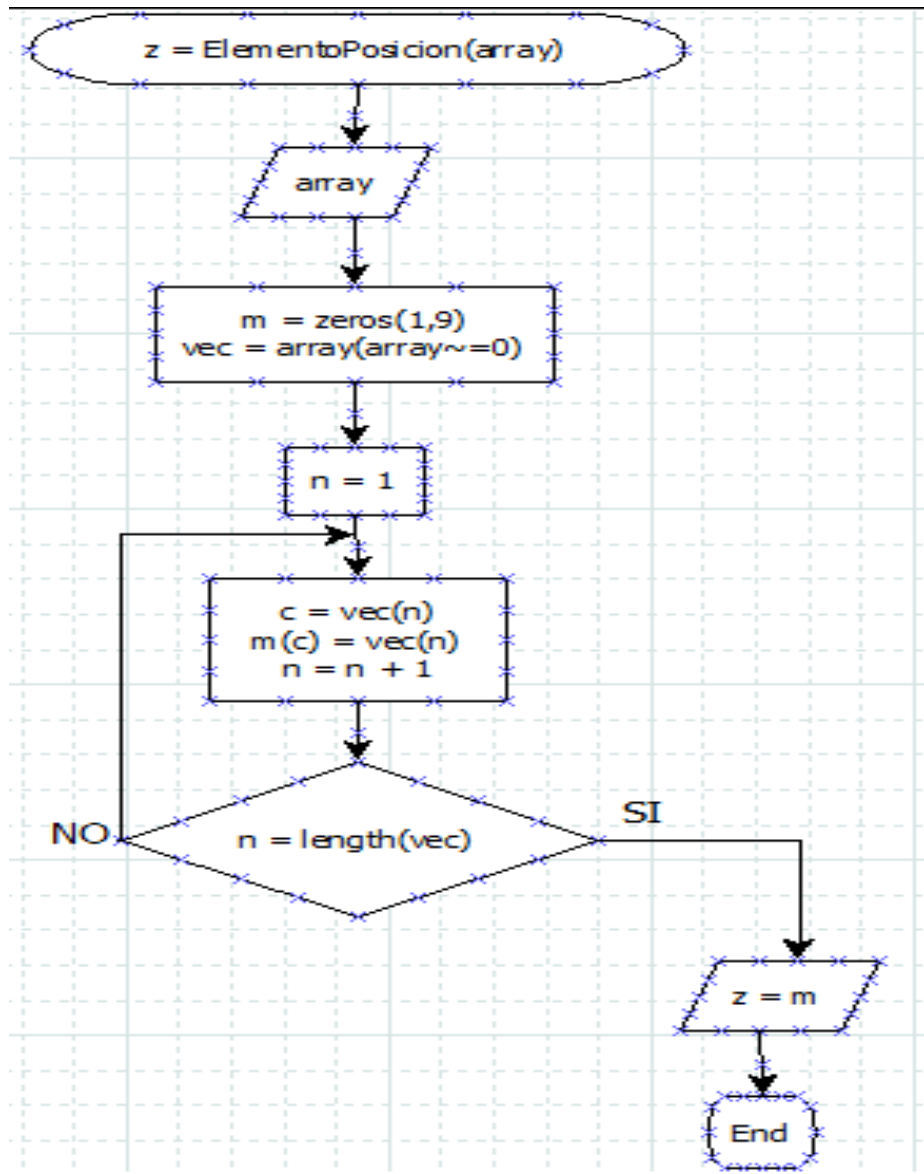 z = ElementoPosicion(array)
array
m = zeros(1,9)
vec = array(array~=0)
n = 1
c = vec(n)
m(c) = vec(n)
n = n + 1
n = length(vec)
NO
SI
z = m
End